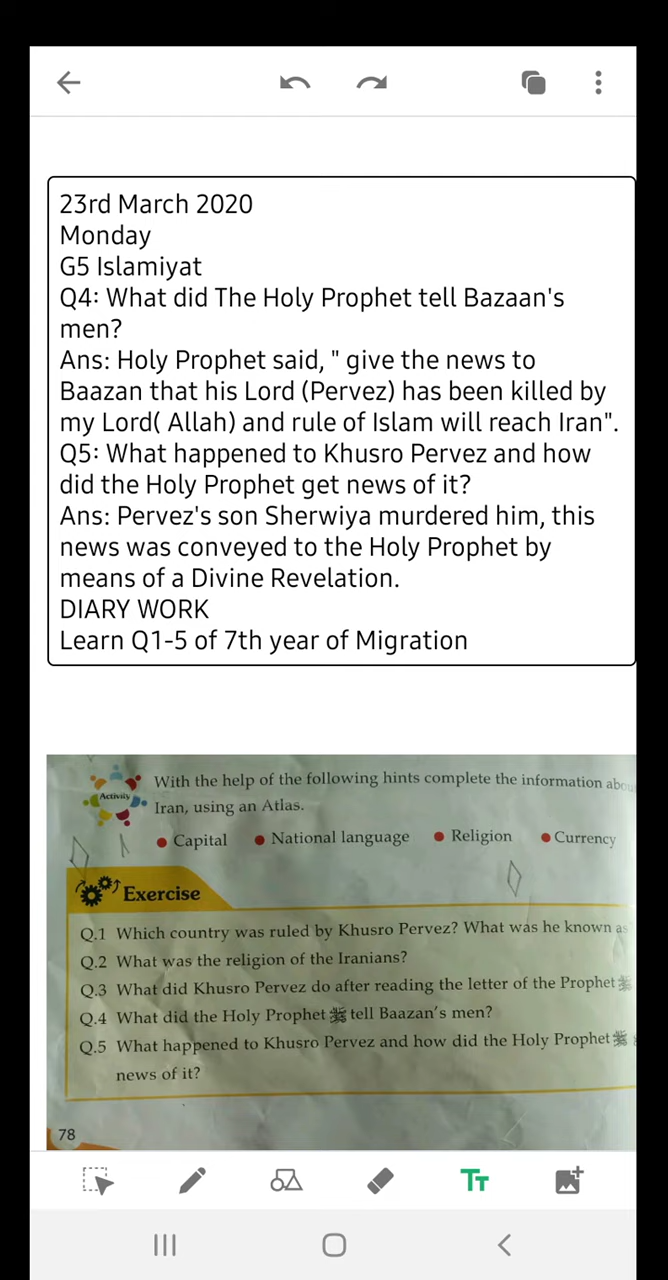 23rd March 2020
Monday
G5 Islamiyat
Q4: What did The Holy Prophet tell Bazaan's
men?
Ans: Holy Prophet said, " give the news to
Baazan that his Lord (Pervez) has been killed by
my Lord( Allah) and rule of Islam will reach Iran".
Q5: What happened to Khusro Pervez and how
did the Holy Prophet get news of it?
Ans: Pervez's son Sherwiya murdered him, this
news was conveyed to the Holy Prophet by
means of a Divine Revelation.
DIARY WORK
Learn Q1-5 of 7th year of Migration
Activity
With the help of the following hints complete the information
Iran, using an Atlas.
• Capital • National language • Religion • Currency
Exercise
Q.1 Which country was ruled by Khusro Pervez? What was he known as
Q.2 What was the religion of the Iranians?
Q.3 What did Khusro Pervez do after reading the letter of the Prophet ﷺ
Q.4 What did the Holy Prophet ﷺ tell Baazan's men?
Q.5 What happened to Khusro Pervez and how did the Holy Prophet ﷺ
news of it?
78
TT